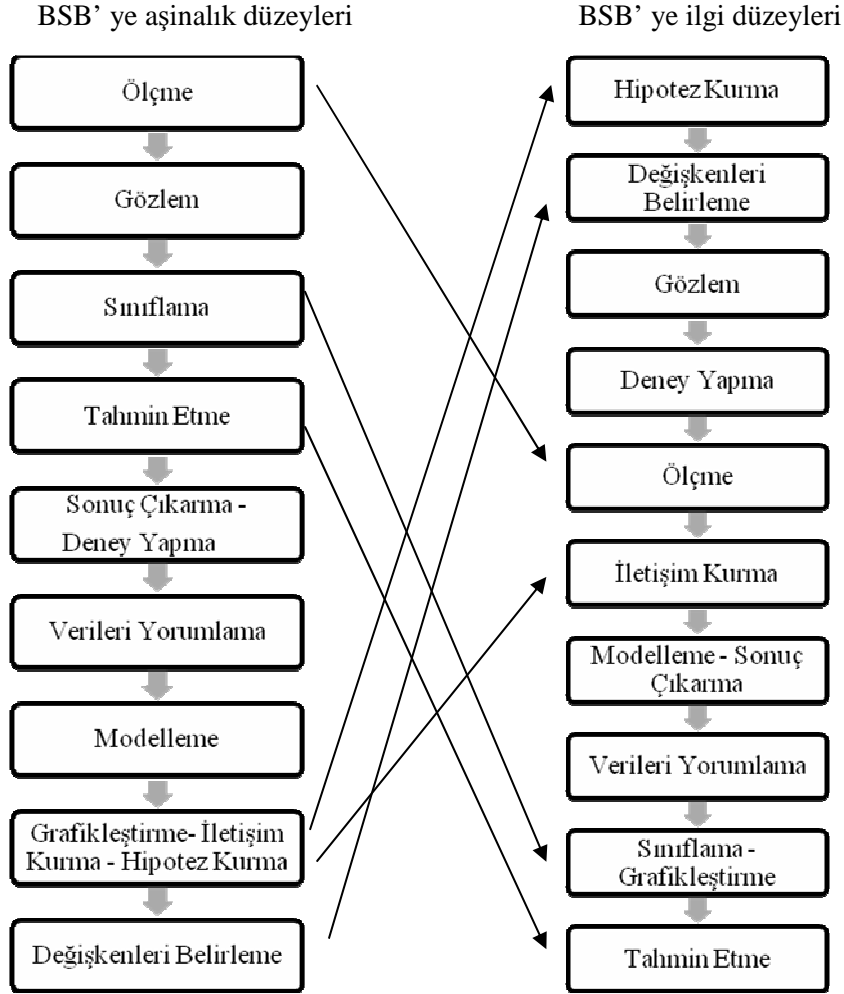 BSB’ ye aşinalık düzeyleri
Ölçme
Gözlem
Sınıflama
Tahmin Etme
Sonuç Çıkarma -
Deney Yapma
Verileri Yorumlama
Modelleme
Grafikleştirme- İletişim
Kurma - Hipotez Kurma
Değişkenleri Belirleme
BSB’ ye ilgi düzeyleri
Hipotez Kurma
Değişkenleri
Belirleme
Gözlem
Deney Yapma
Ölçme
İletişim Kurma
Modelleme - Sonuç
Çıkarma
Verileri Yorumlama
Sınıflama -
Grafikleştirme
Tahmin Etme